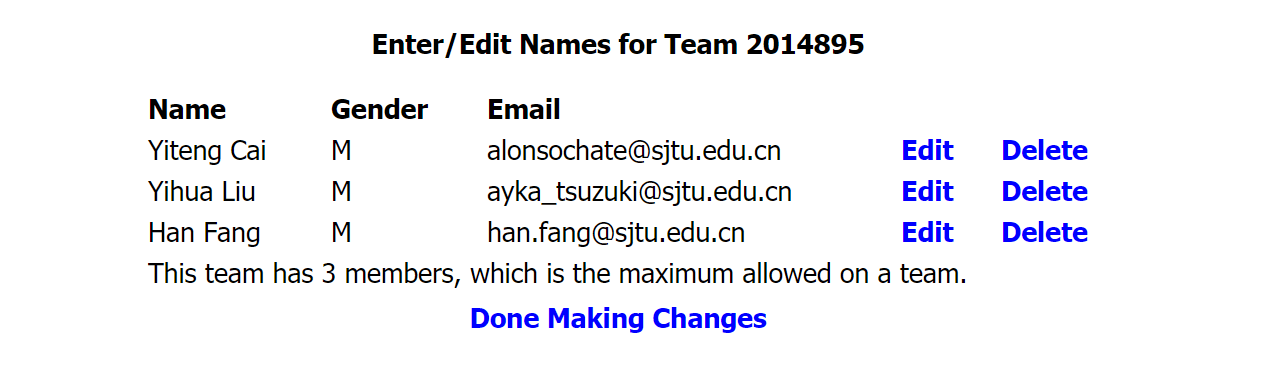 Enter/Edit Names for Team 2014895
Name Gender Email
Yiteng Cai M alonsochate@sjtu.edu.cn Edit Delete
Yihua Liu M ayka_tsuzuki@sjtu.edu.cn Edit Delete
Han Fang M han.fang@sjtu.edu.cn Edit Delete
This team has 3 members, which is the maximum allowed on a team.
Done Making Changes